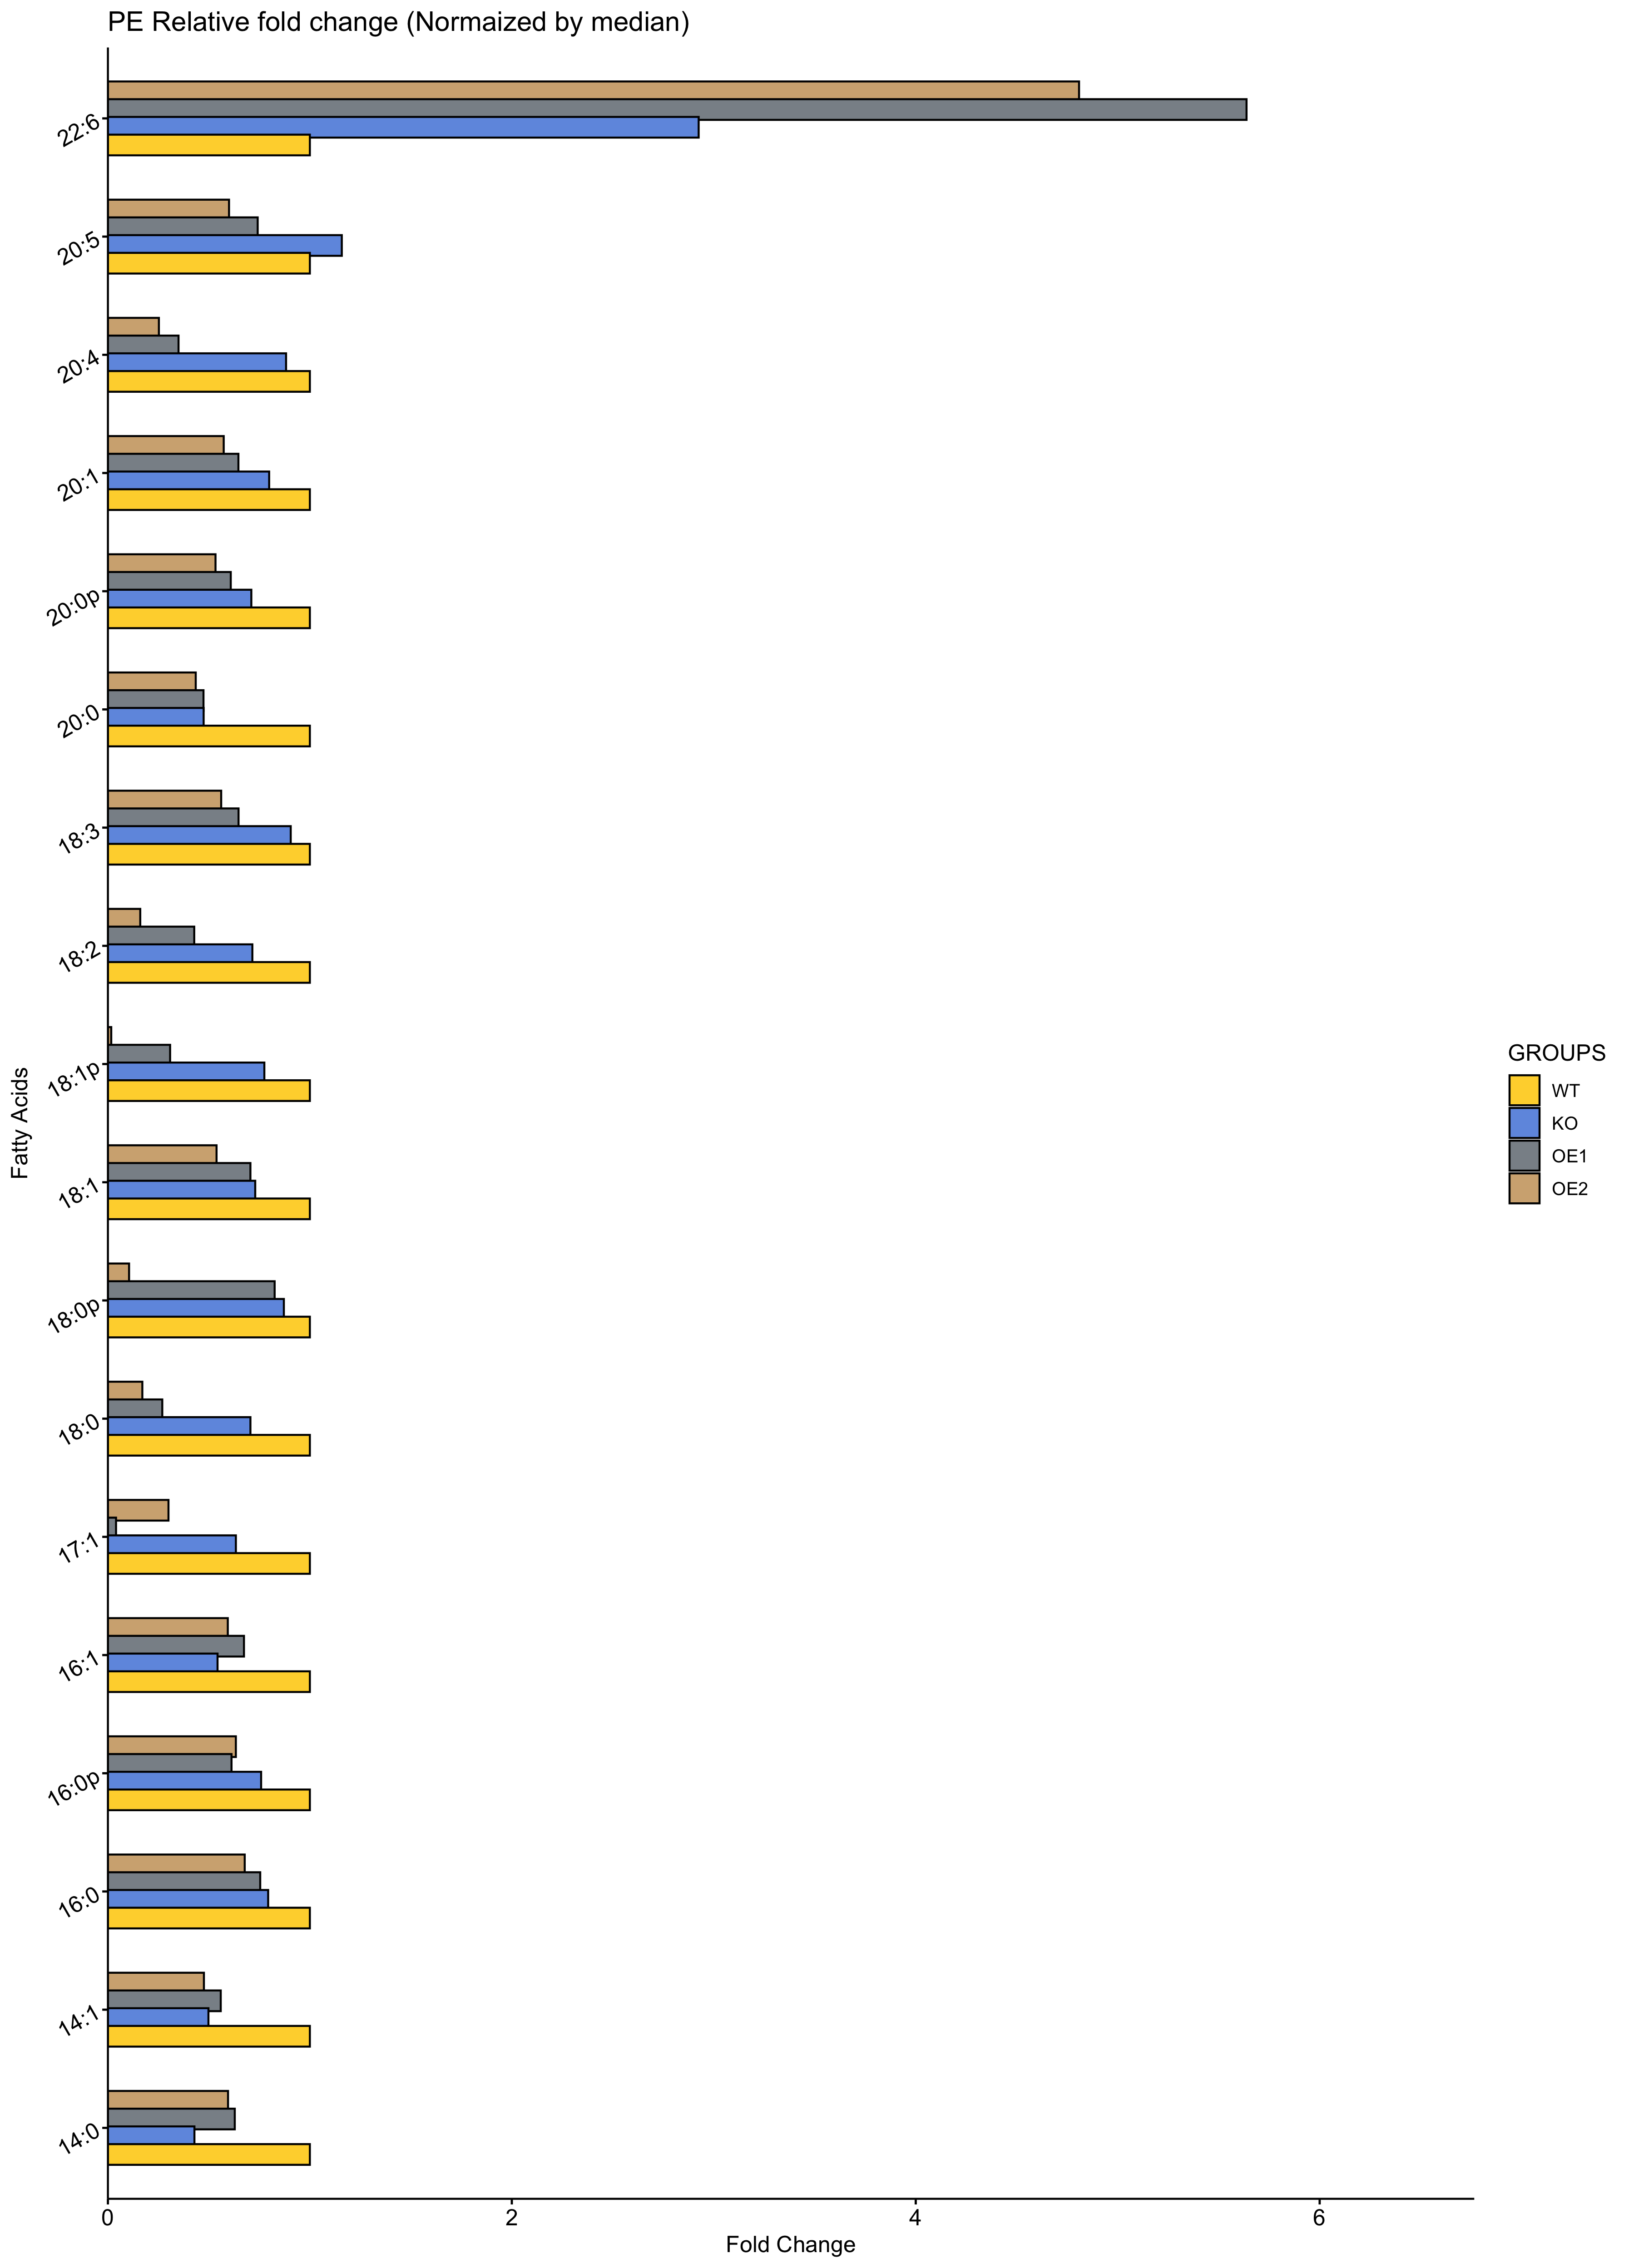 PE Relative fold change (Normaized by median)
22:6
20:5
20:4
20:1
20:0p
20:0
18:3
18:2
18:1p
18:1
18:0p
18:0
17:1
16:1
16:0p
16:0
14:1
14:0
Fatty Acids
0 2 4 6
Fold Change
GROUPS
WT
KO
OE1
OE2